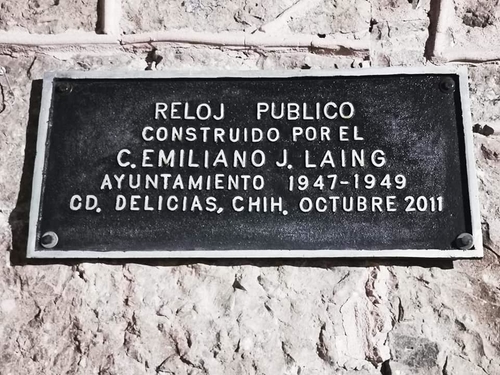 RELOJ PUBLICO
CONSTRUIDO POR EL
C. EMILIANO J. LAING
AYUNTAMIENTO 1947-1949
CD. DELICIAS, CHIH. OCTUBRE 2011